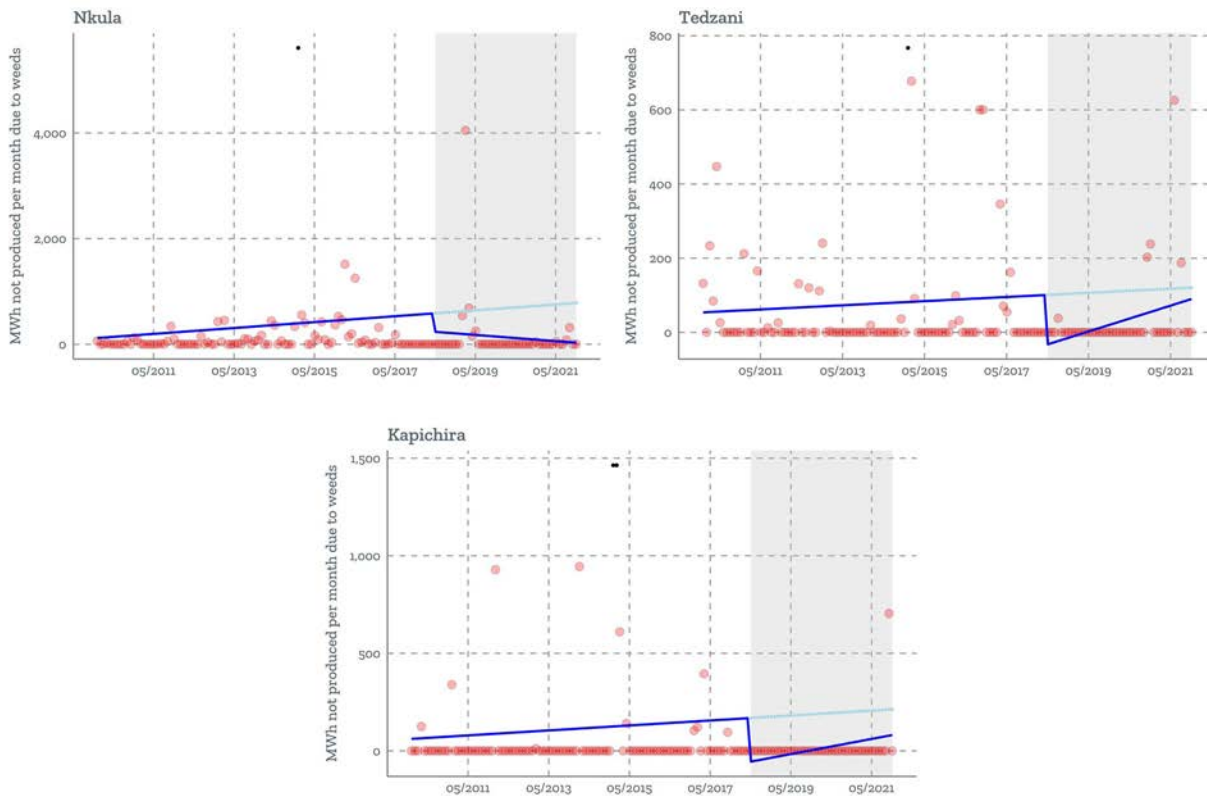 Nkula
MWh not produced per month due to weeds
4,000
2,000
0
05/2011 05/2013 05/2015 05/2017 05/2019 05/2021
Tedzani
MWh not produced per month due to weeds
800
600
400
200
0
05/2011 05/2013 05/2015 05/2017 05/2019 05/2021
Kapichira
MWh not produced per month due to weeds
1,500
1,000
500
0
05/2011 05/2013 05/2015 05/2017 05/2019 05/2021